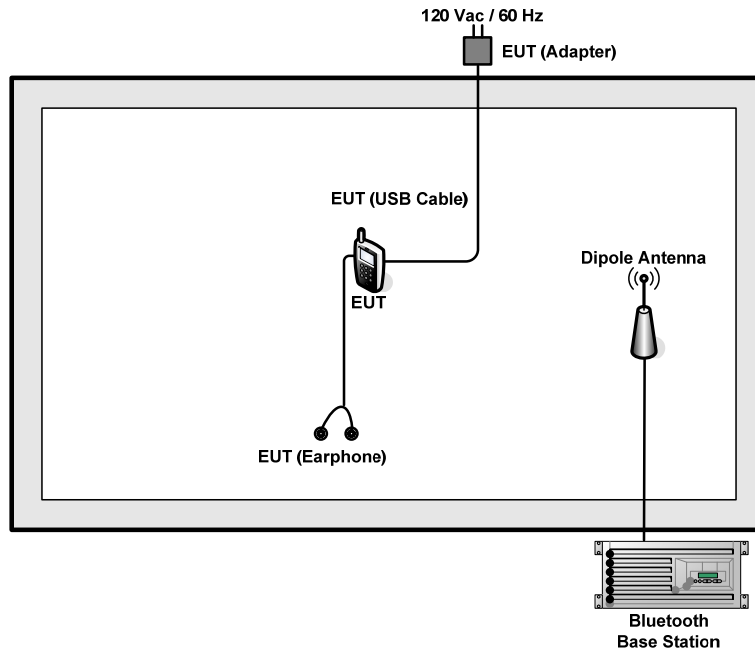 120 Vac / 60 Hz
EUT (Adapter)
EUT (USB Cable)
EUT
Dipole Antenna
EUT (Earphone)
Bluetooth
Base Station